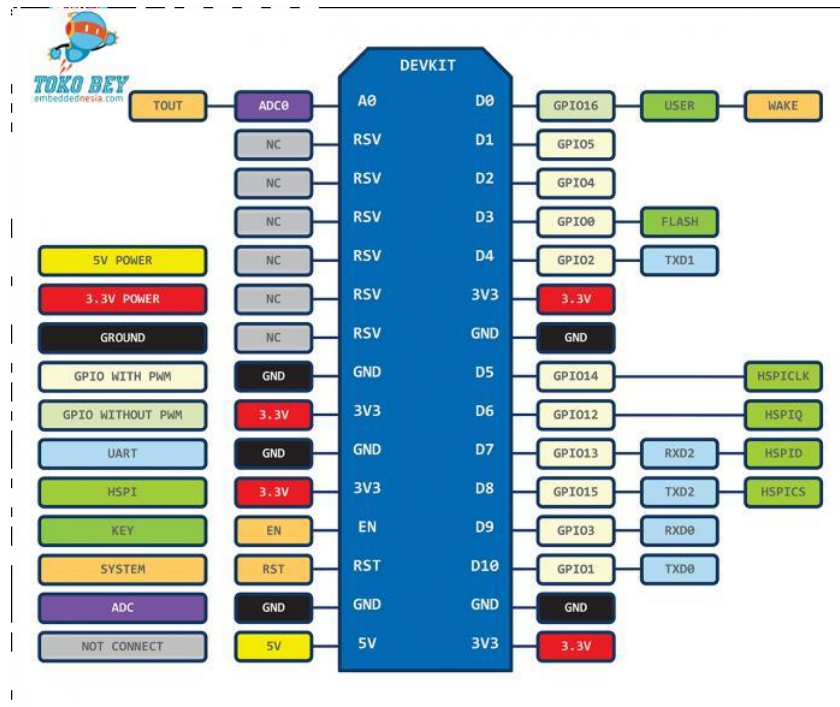 TOKO BEY
embeddednesia.com
DEVKIT
TOUT ADC0 A0 D0 GPIO16 USER WAKE
NC RSV D1 GPIO5
NC RSV D2 GPIO4
NC RSV D3 GPIO0 FLASH
5V POWER NC RSV D4 GPIO2 TXD1
3.3V POWER NC RSV 3V3 3.3V
GROUND NC RSV GND GND
GPIO WITH PWM GND GND D5 GPIO14 HSPICLK
GPIO WITHOUT PWM 3.3V 3V3 D6 GPIO12 HSPIQ
UART GND GND D7 GPIO13 RXD2 HSPID
HSPI 3.3V 3V3 D8 GPIO15 TXD2 HSPICS
KEY EN EN D9 GPIO3 RXD0
SYSTEM RST RST D10 GPIO1 TXD0
ADC GND GND GND GND
NOT CONNECT 5V 5V 3V3 3.3V